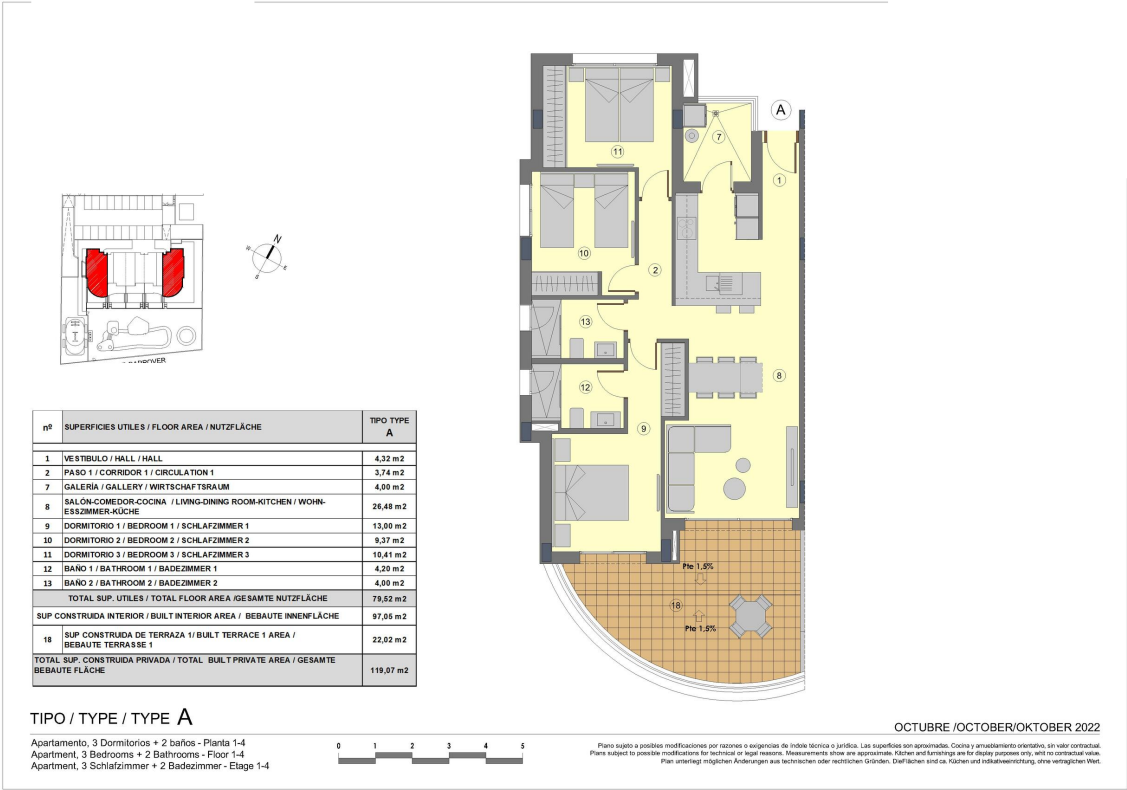 A
11
7
1
10
2
13
8
12
9
Pte 1,5%
18
Pte 1,5%
N
nº SUPERFICIES UTILES / FLOOR AREA / NUTZFLÄCHE TIPO TYPE A
1 VESTIBULO / HALL / HALL 4,32 m2
2 PASO 1 / CORRIDOR 1 / CIRCULATION 1 3,74 m2
7 GALERÍA / GALLERY / WIRTSCHAFTSRAUM 4,00 m2
8 SALÓN-COMEDOR-COCINA / LIVING-DINING ROOM-KITCHEN / WOHN-
ESSZIMMER-KÜCHE 26,48 m2
9 DORMITORIO 1 / BEDROOM 1 / SCHLAFZIMMER 1 13,00 m2
10 DORMITORIO 2 / BEDROOM 2 / SCHLAFZIMMER 2 9,37 m2
11 DORMITORIO 3 / BEDROOM 3 / SCHLAFZIMMER 3 10,41 m2
12 BAÑO 1 / BATHROOM 1 / BADEZIMMER 1 4,20 m2
13 BAÑO 2 / BATHROOM 2 / BADEZIMMER 2 4,00 m2
TOTAL SUP. UTILES / TOTAL FLOOR AREA /GESAMTE NUTZFLÄCHE 79,52 m2
SUP CONSTRUIDA INTERIOR / BUILT INTERIOR AREA / BEBAUTE INNENFLÄCHE 97,05 m2
18 SUP CONSTRUIDA DE TERRAZA 1/ BUILT TERRACE 1 AREA /
BEBAUTE TERRASSE 1 22,02 m2
TOTAL SUP. CONSTRUIDA PRIVADA / TOTAL BUILT PRIVATE AREA / GESAMTE
BEBAUTE FLÄCHE 119,07 m2
TIPO / TYPE / TYPE A
Apartamento, 3 Dormitorios + 2 baños - Planta 1-4
Apartment, 3 Bedrooms + 2 Bathrooms - Floor 1-4
Apartment, 3 Schlafzimmer + 2 Badezimmer - Etage 1-4
0 1 2 3 4 5
OCTUBRE /OCTOBER/OKTOBER 2022
Plano sujeto a posibles modificaciones por razones o exigencias de indole técnica o jurídica. Las superficies son aproximadas. Cocina y amueblamiento orientativo, sin valor contractual.
Plans subject to possible modifications for technical or legal reasons. Measurements show are approximate. Kitchen and furnishings are for display purposes only, whit no contractual value.
Plan unterliegt möglichen Änderungen aus technischen oder rechtlichen Gründen. DieFlächen sind ca. Küchen und indikativeeinrichtung, ohne vertraglichen Wert.